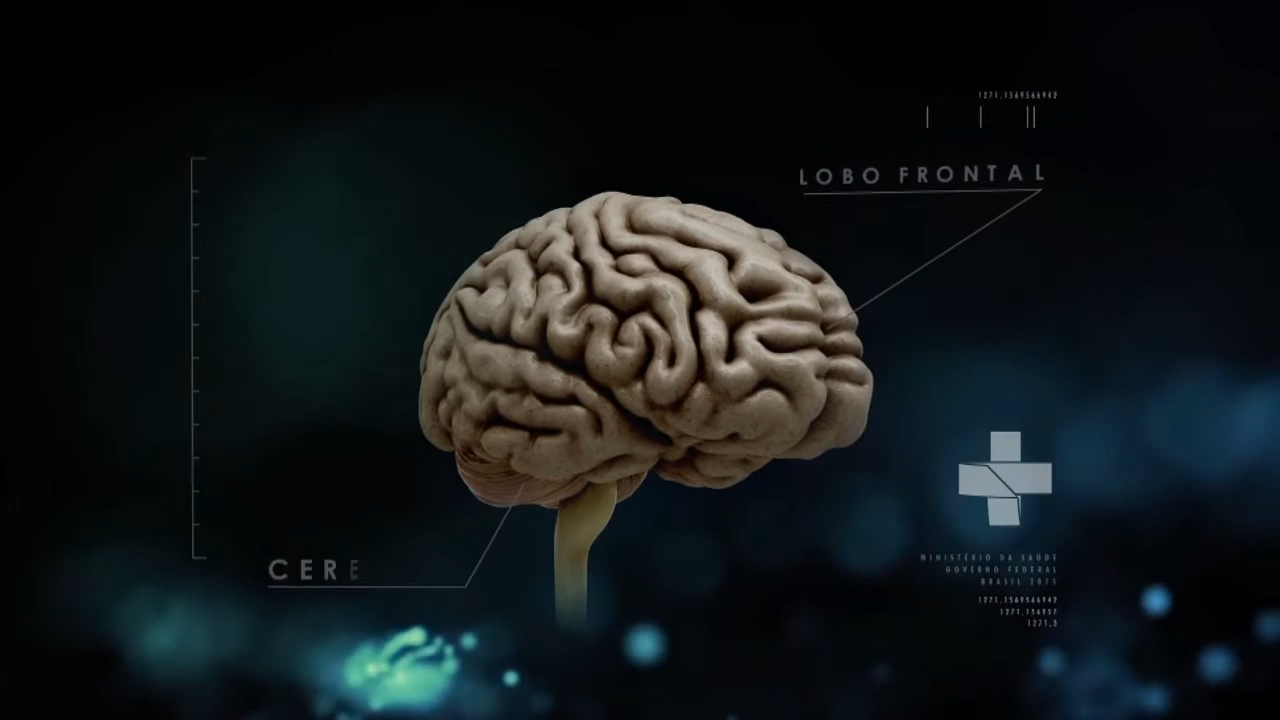 1271,1569566942
LOBO FRONTAL
CERE
MINISTÉRIO DA SAÚDE
GOVERNO FEDERAL
BRASIL 2015
1271,1569566942
1271,156957
1271,3